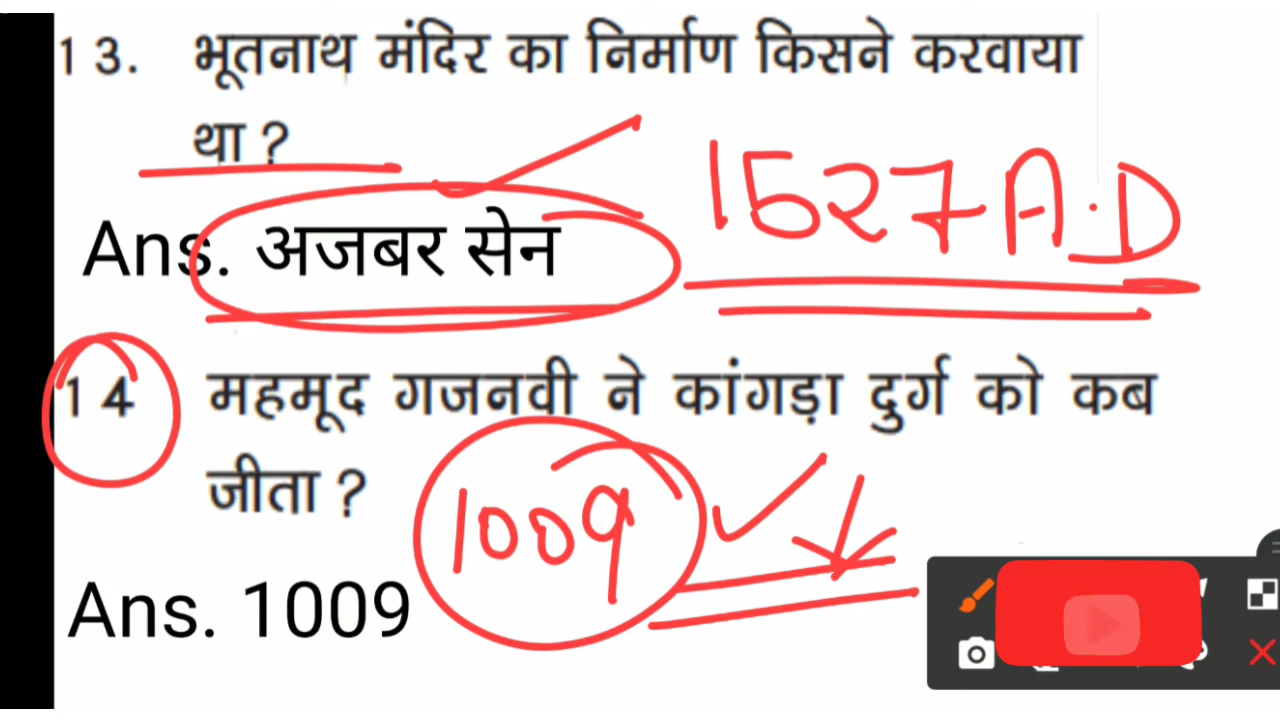 13. भूतनाथ मंदिर का निर्माण किसने करवाया
था ?
Ans. अजबर सेन 1527 A.D
14 महमूद गजनवी ने कांगड़ा दुर्ग को कब
जीता ? 1009
Ans. 1009